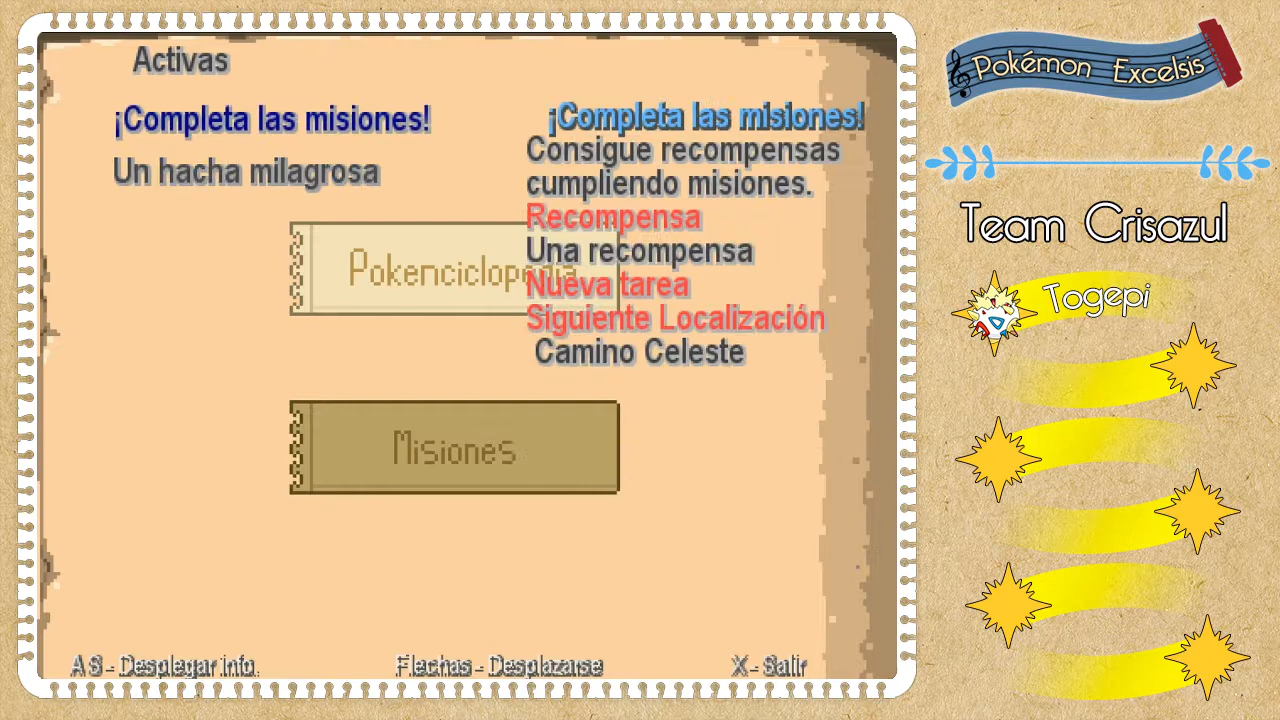 Activas
¡Completa las misiones!
Un hacha milagrosa
¡Completa las misiones!
Consigue recompensas
cumpliendo misiones.
Recompensa
Una recompensa
Nueva tarea
Siguiente Localización
Camino Celeste
Pokenciclopedia
Misiones
A S - Desplegar info.
Flechas - Desplazarse
X - Salir
Pokémon Excelsis
Team Crisazul
Togepi